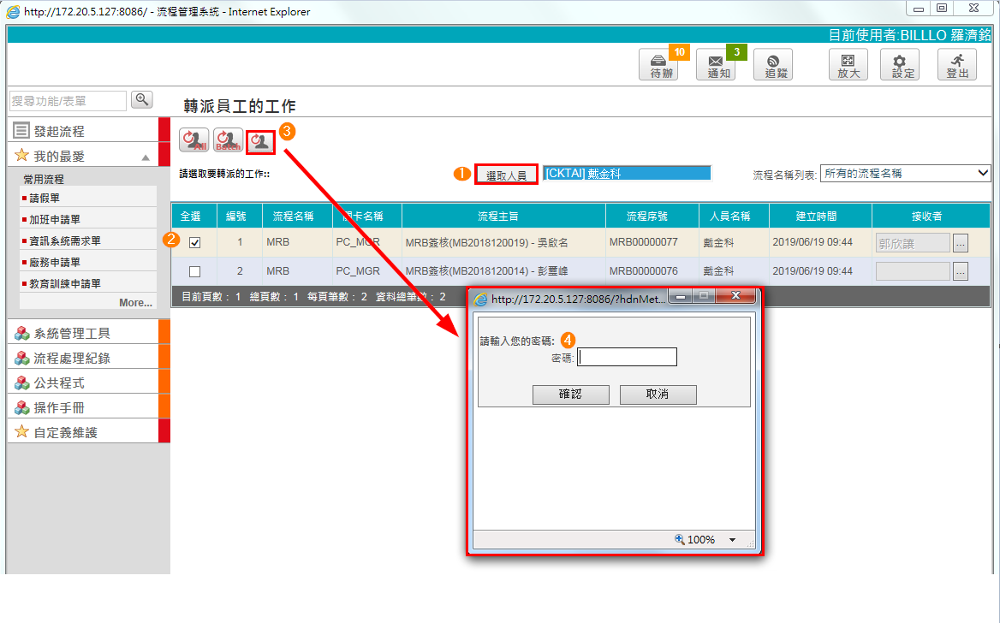 http://172.20.5.127:8086/ - 流程管理系統 - Internet Explorer
目前使用者:BILLLO 羅濟銘
10 3
待辦 通知 追蹤 放大 設定 登出
搜尋功能/表單
轉派員工的工作
發起流程
All Batch 3
我的最愛
請選取要轉派的工作::
1 選取人員 [CKTAI] 戴金科 流程名稱列表: 所有的流程名稱
常用流程
請假單
加班申請單
資訊系統需求單
廠務申請單
教育訓練申請單
More...
全選 編號 流程名稱 關卡名稱 流程主旨 流程序號 人員名稱 建立時間 接收者
2 1 MRB PC_MGR MRB簽核(MB2018120019) - 吳啟名 MRB00000077 戴金科 2019/06/19 09:44 郭欣讓 ...
2 MRB PC_MGR MRB簽核(MB2018120014) - 彭璽峰 MRB00000076 戴金科 2019/06/19 09:44 ...
目前頁數 : 1 總頁數 : 1 每頁筆數 : 2 資料總筆數 : 2
系統管理工具
流程處理紀錄
公共程式
操作手冊
自定義維護
http://172.20.5.127:8086/?hdnMet...
請輸入您的密碼: 4
密碼:
確認 取消
100%